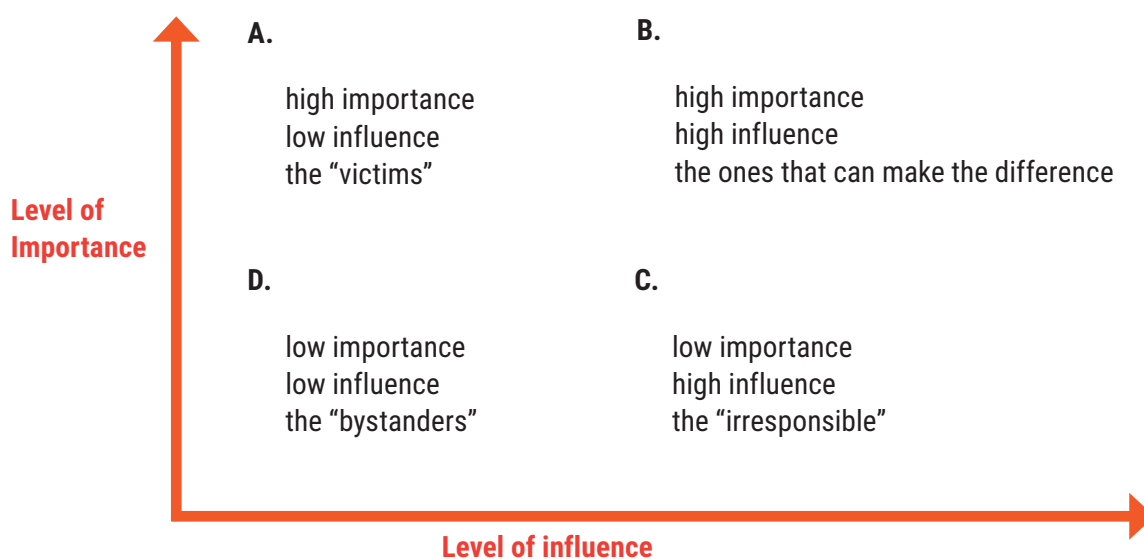 A.
high importance
low influence
the “victims”
B.
high importance
high influence
the ones that can make the difference
Level of
Importance
D.
low importance
low influence
the “bystanders”
C.
low importance
high influence
the “irresponsible”
Level of influence